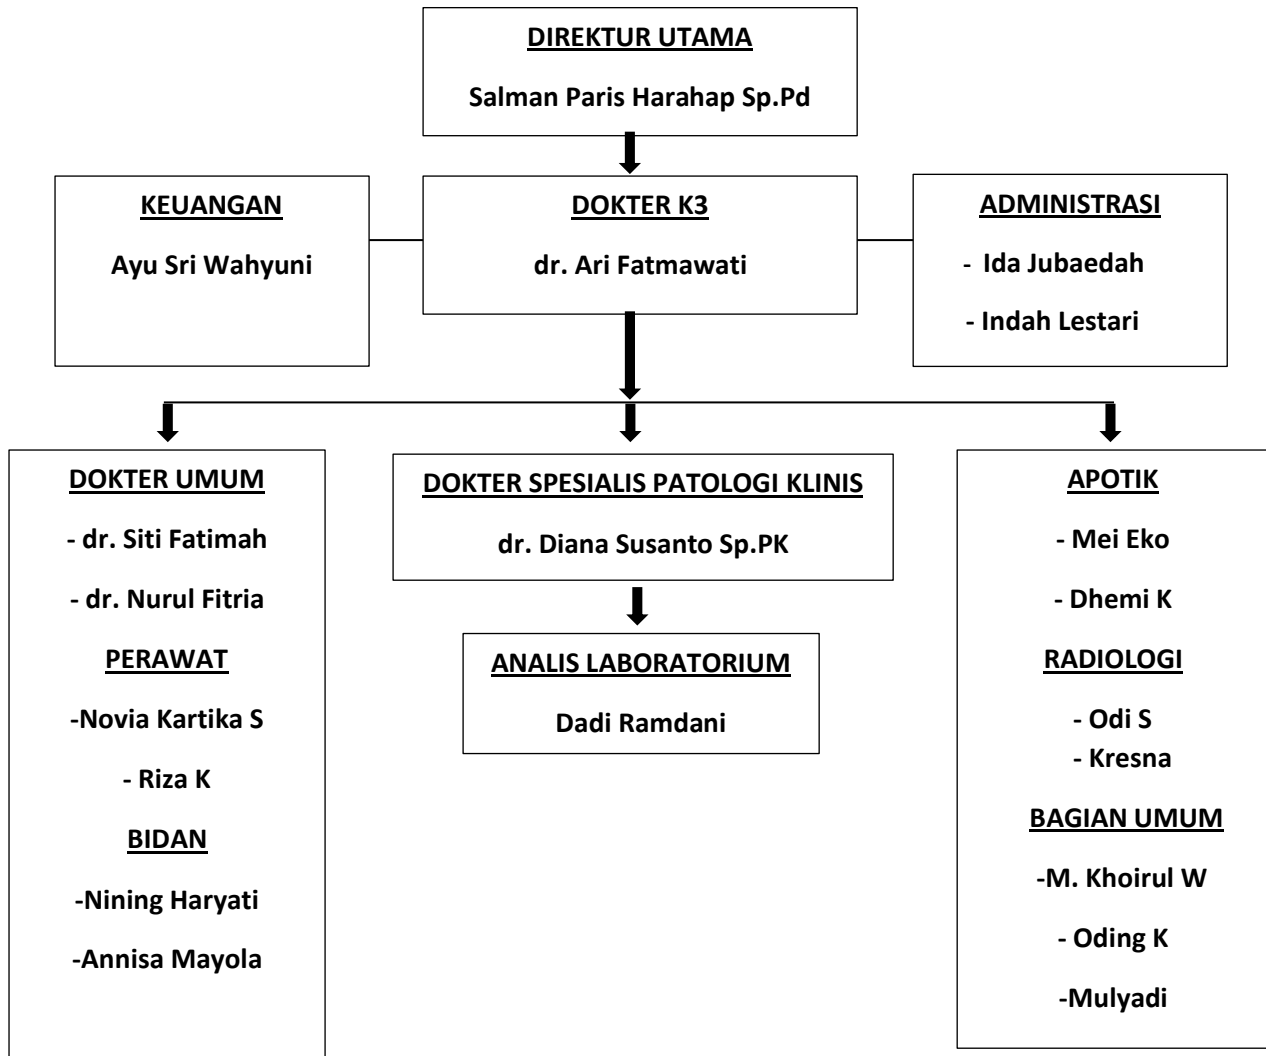 DIREKTUR UTAMA
Salman Paris Harahap Sp.Pd
KEUANGAN
Ayu Sri Wahyuni
DOKTER K3
dr. Ari Fatmawati
ADMINISTRASI
- Ida Jubaedah
- Indah Lestari
DOKTER UMUM
- dr. Siti Fatimah
- dr. Nurul Fitria
PERAWAT
-Novia Kartika S
- Riza K
BIDAN
-Nining Haryati
-Annisa Mayola
DOKTER SPESIALIS PATOLOGI KLINIS
dr. Diana Susanto Sp.PK
ANALIS LABORATORIUM
Dadi Ramdani
APOTIK
- Mei Eko
- Dhemi K
RADIOLOGI
- Odi S
- Kresna
BAGIAN UMUM
-M. Khoirul W
- Oding K
-Mulyadi